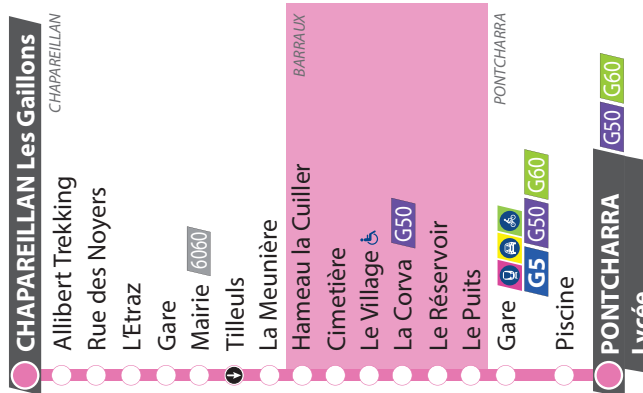 CHAPAREILLAN Les Gaillons
CHAPAREILLAN
Allibert Trekking
Rue des Noyers
L'Etraz
Gare
Mairie 6060
Tilleuls
La Meunière
BARRAUX
Hameau la Cuiller
Cimetière
Le Village
La Corva G50
Le Réservoir
Le Puits
PONTCHARRA
Gare
G5 G50 G60
Piscine
PONTCHARRA G50 G60
Lycée